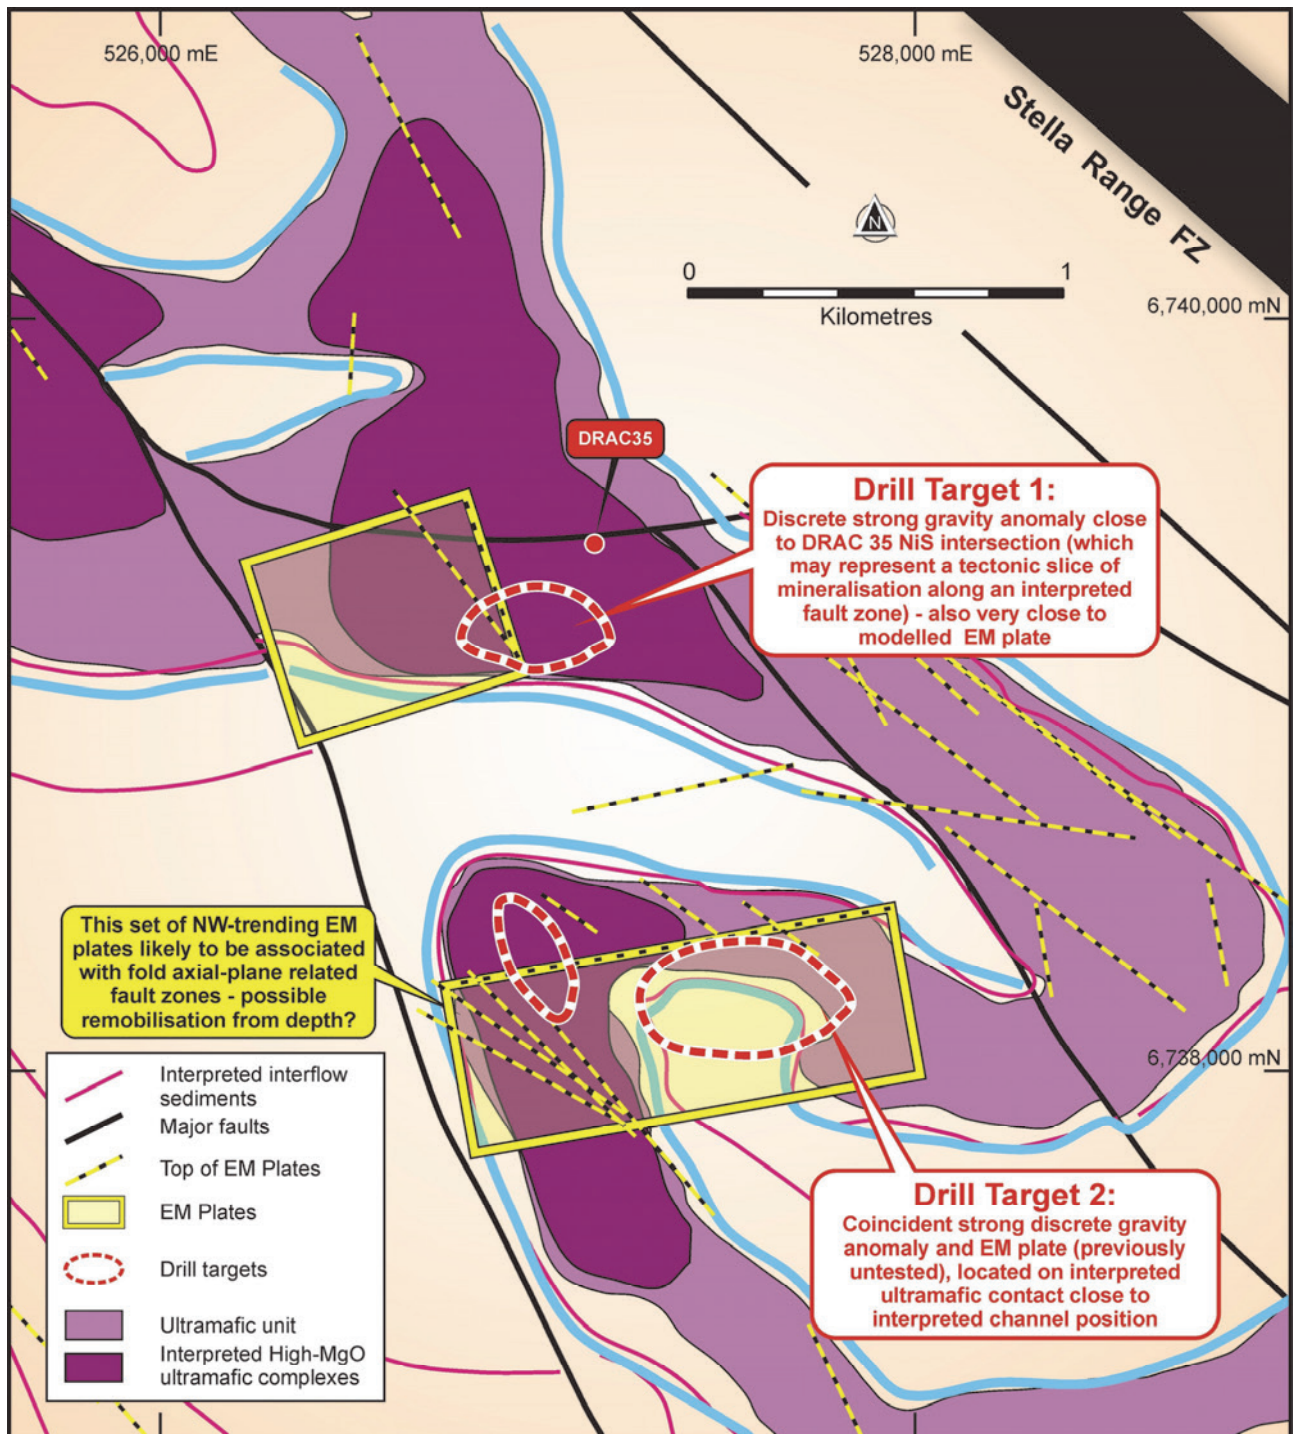 526,000 mE
528,000 mE
Stella Range FZ
N
0
1
Kilometres
6,740,000 mN
DRAC35
Drill Target 1:
Discrete strong gravity anomaly close
to DRAC 35 NiS intersection (which
may represent a tectonic slice of
mineralisation along an interpreted
fault zone) - also very close to
modelled EM plate
This set of NW-trending EM
plates likely to be associated
with fold axial-plane related
fault zones - possible
remobilisation from depth?
6,738,000 mN
Interpreted interflow
sediments
Major faults
Top of EM Plates
EM Plates
Drill targets
Ultramafic unit
Interpreted High-MgO
ultramafic complexes
Drill Target 2:
Coincident strong discrete gravity
anomaly and EM plate (previously
untested), located on interpreted
ultramafic contact close to
interpreted channel position